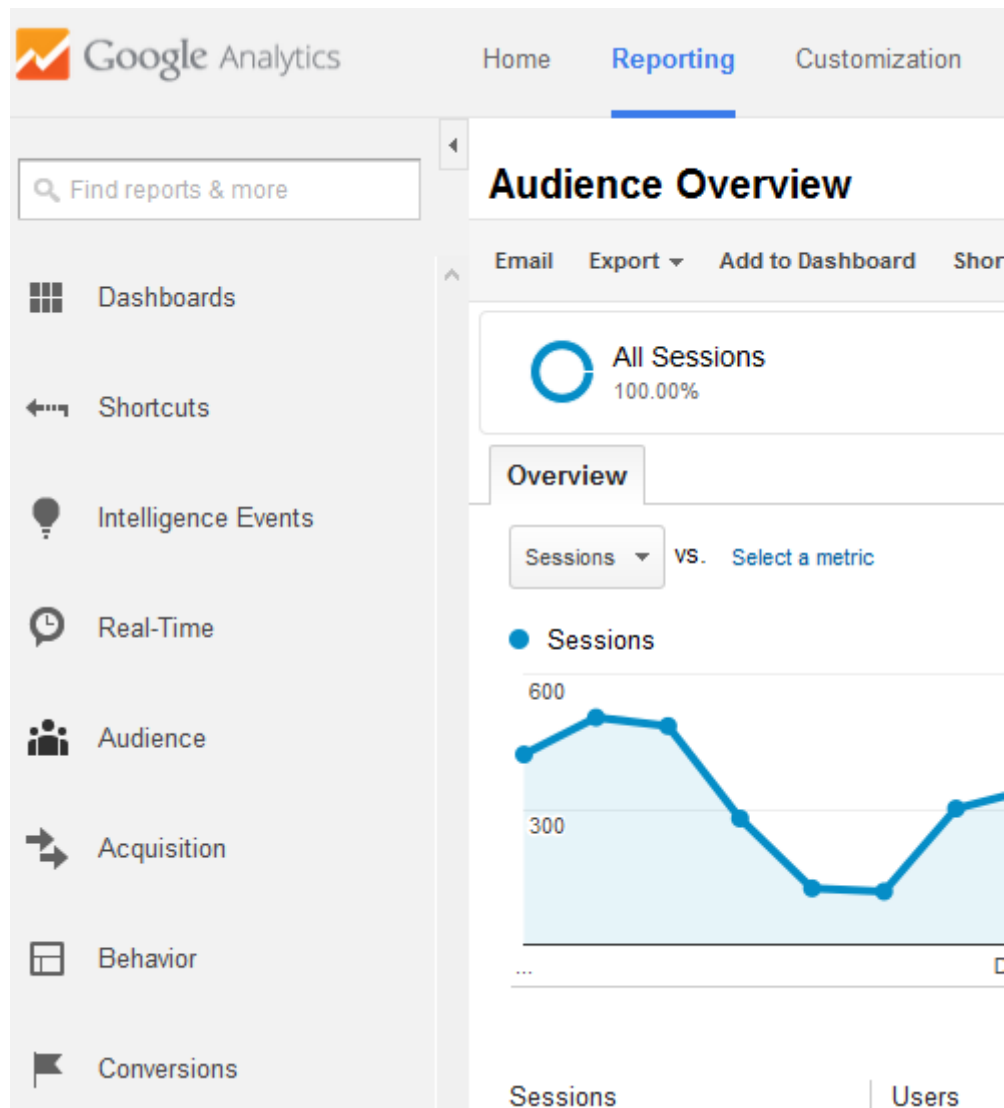 Google Analytics
Home Reporting Customization
Find reports & more
Dashboards
Shortcuts
Intelligence Events
Real-Time
Audience
Acquisition
Behavior
Conversions
Audience Overview
Email Export Add to Dashboard
All Sessions
100.00%
Overview
Sessions VS. Select a metric
Sessions
600
300
...
Sessions Users